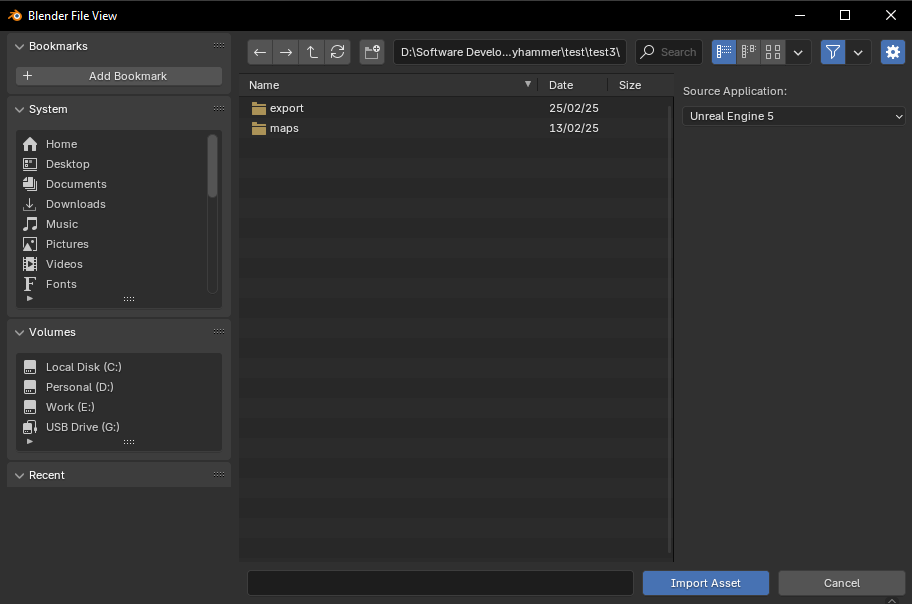 Blender File View
Bookmarks
Add Bookmark
System
Home
Desktop
Documents
Downloads
Music
Pictures
Videos
Fonts
Volumes
Local Disk (C:)
Personal (D:)
Work (E:)
USB Drive (G:)
Recent
D:\Software Develo...yhammer\test\test3\
Search
Name Date Size
export 25/02/25
maps 13/02/25
Source Application:
Unreal Engine 5
Import Asset Cancel